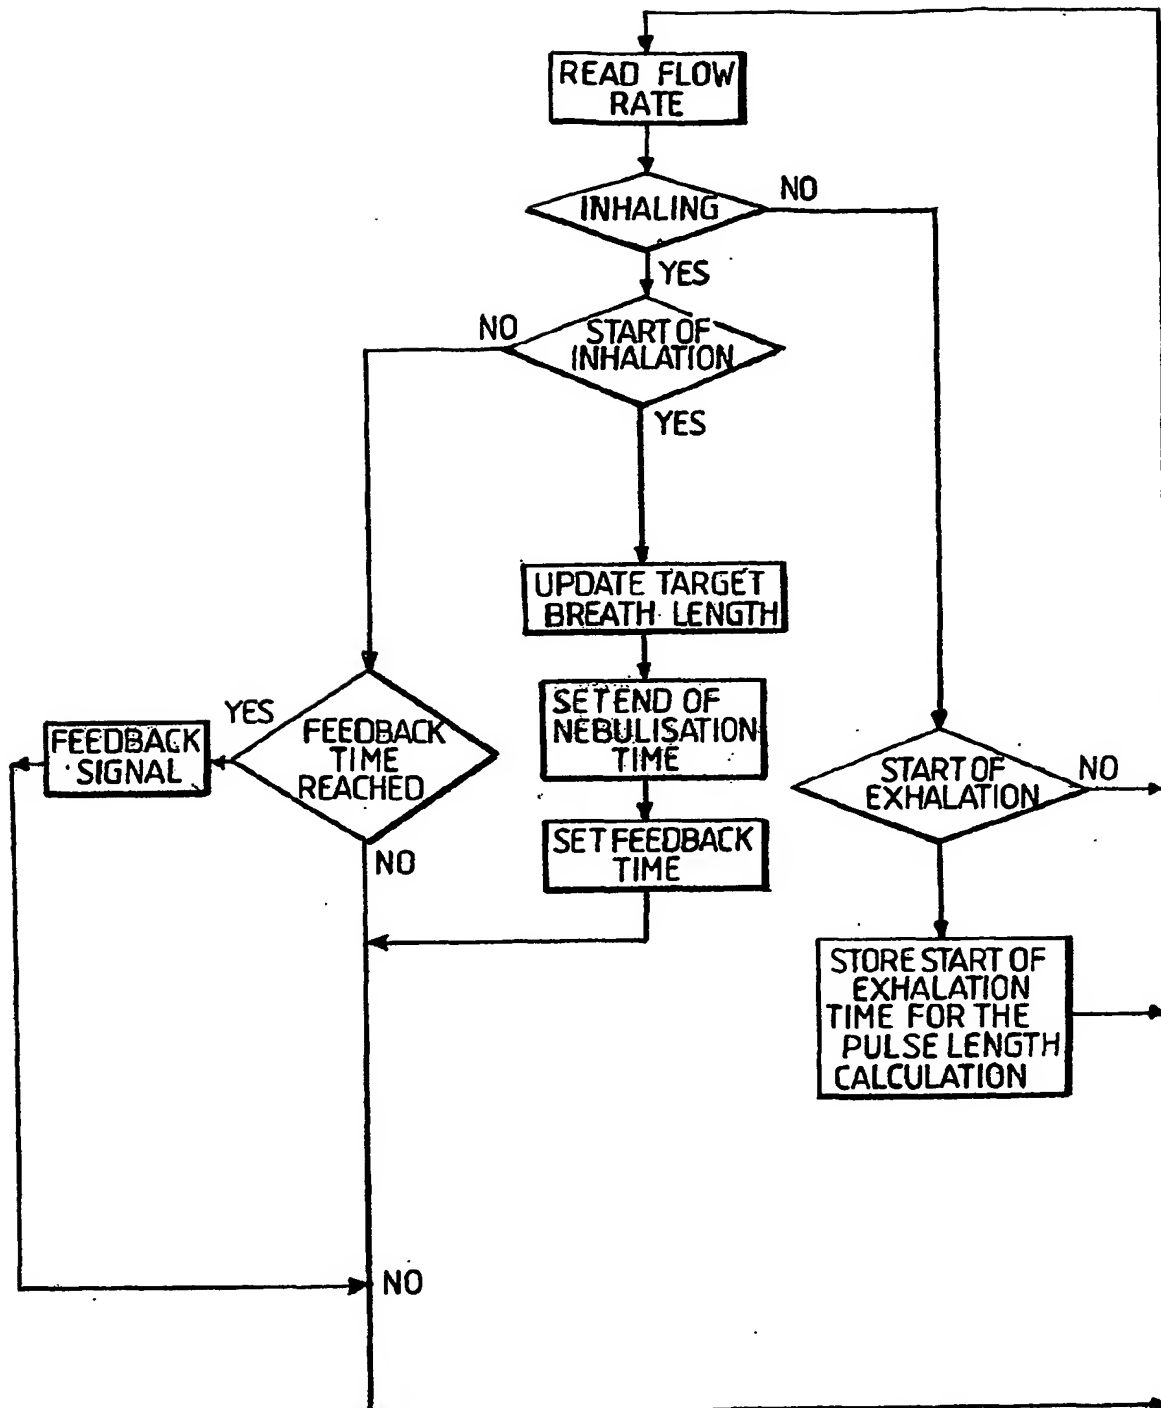 READ FLOW
RATE
INHALING
NO
YES
START OF
INHALATION
NO
YES
UPDATE TARGET
BREATH LENGTH
SET END OF
NEBULISATION
TIME
SET FEEDBACK
TIME
YES
FEEDBACK
TIME
REACHED
NO
FEEDBACK
SIGNAL
START OF
EXHALATION
NO
STORE START OF
EXHALATION
TIME FOR THE
PULSE LENGTH
CALCULATION
NO